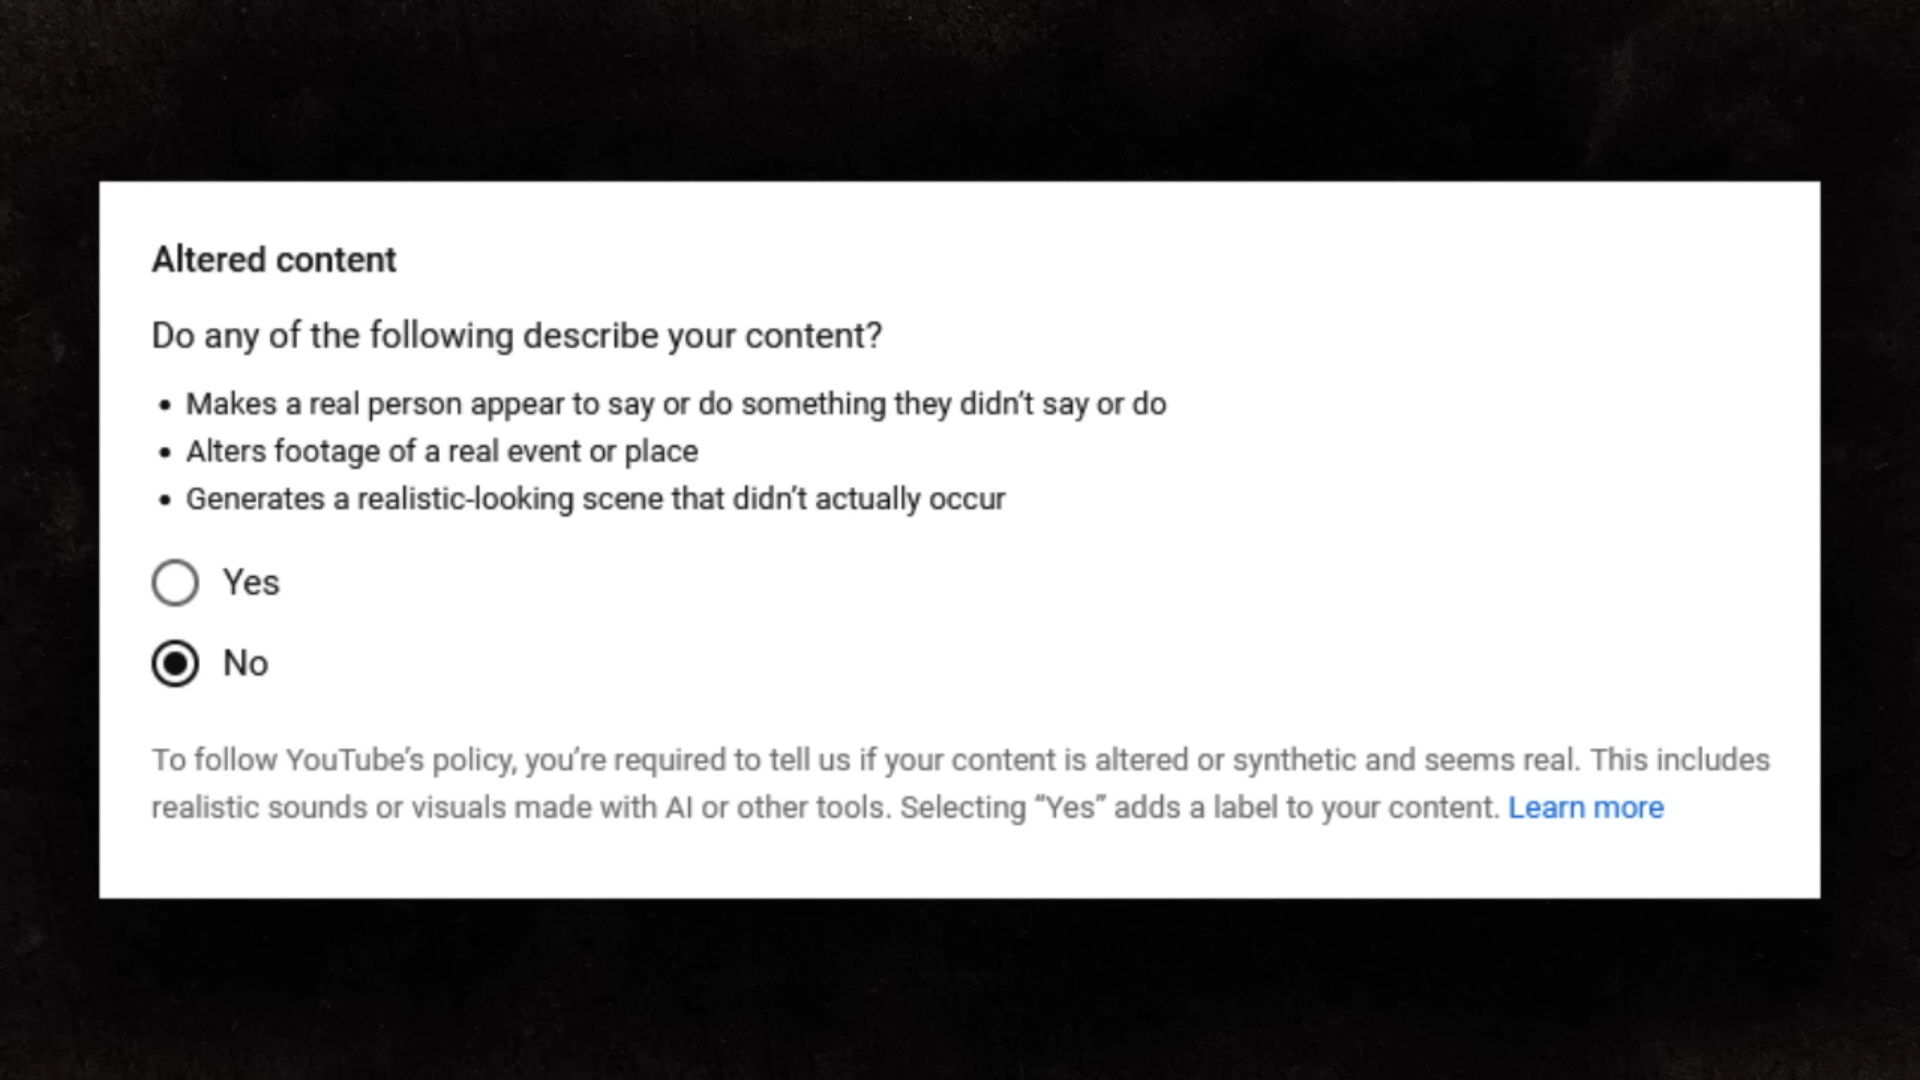 Altered content
Do any of the following describe your content?
• Makes a real person appear to say or do something they didn’t say or do
• Alters footage of a real event or place
• Generates a realistic-looking scene that didn’t actually occur
Yes
No
To follow YouTube’s policy, you’re required to tell us if your content is altered or synthetic and seems real. This includes
realistic sounds or visuals made with AI or other tools. Selecting “Yes” adds a label to your content. Learn more